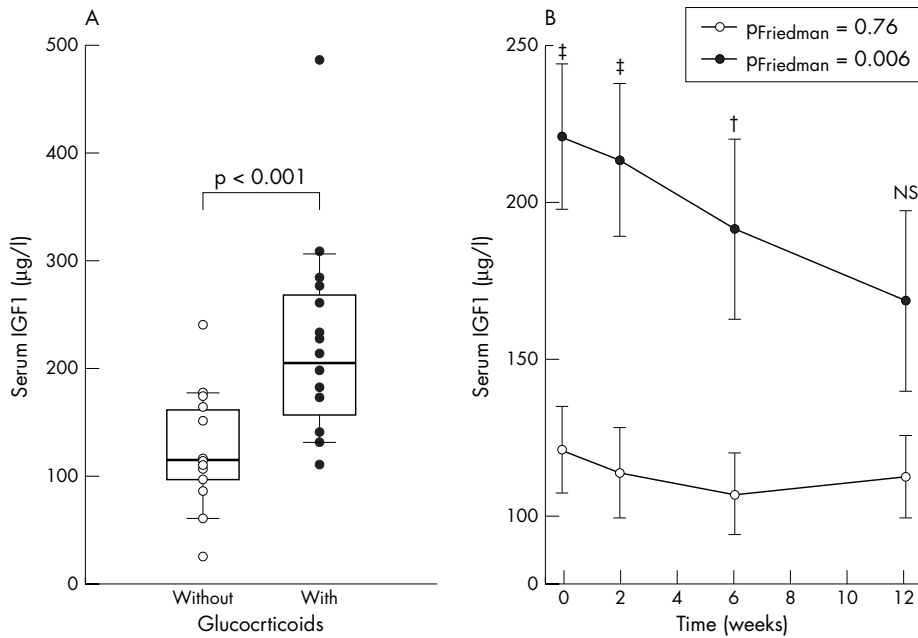 A
500
400
300
200
100
0
Serum IGF1 (µg/l)
p < 0.001
Without
With
Glucocrticoids
B
pFriedman = 0.76
pFriedman = 0.006
250
200
150
100
0
Serum IGF1 (µg/l)
‡
‡
†
NS
0 2 4 6 8 10 12
Time (weeks)